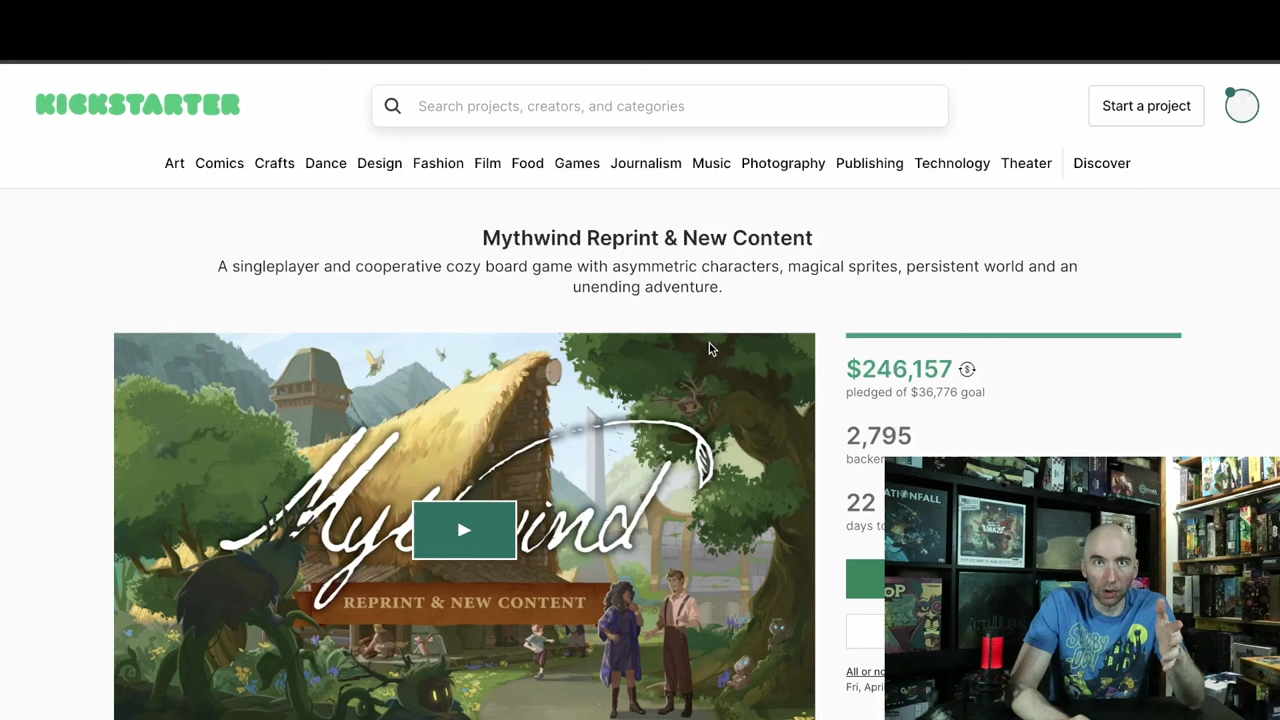 KICKSTARTER
Search projects, creators, and categories
Start a project
Art Comics Crafts Dance Design Fashion Film Food Games Journalism Music Photography Publishing Technology Theater Discover
Mythwind Reprint & New Content
A singleplayer and cooperative cozy board game with asymmetric characters, magical sprites, persistent world and an
unending adventure.
$246,157
pledged of $36,776 goal
2,795
backer
22
days to
Mythwind
REPRINT & NEW CONTENT
All or no
Fri, Apri
SCOOBY-DOO!